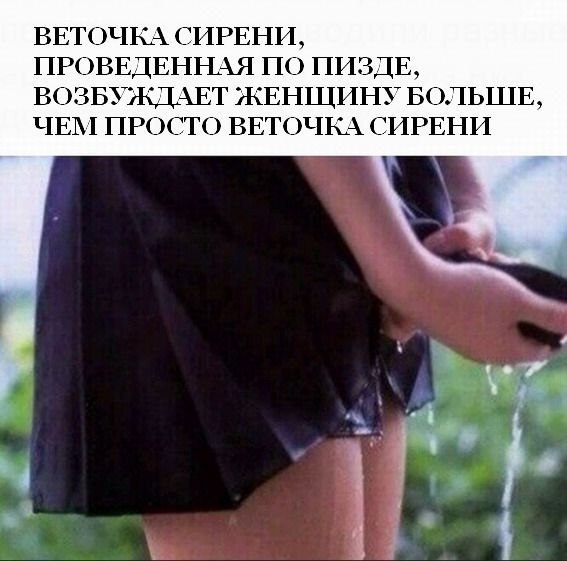 ВЕТОЧКА СИРЕНИ,
ПРОВЕДЕННАЯ ПО ПИЗДЕ,
ВОЗБУЖДАЕТ ЖЕНЩИНУ БОЛЬШЕ,
ЧЕМ ПРОСТО ВЕТОЧКА СИРЕНИ